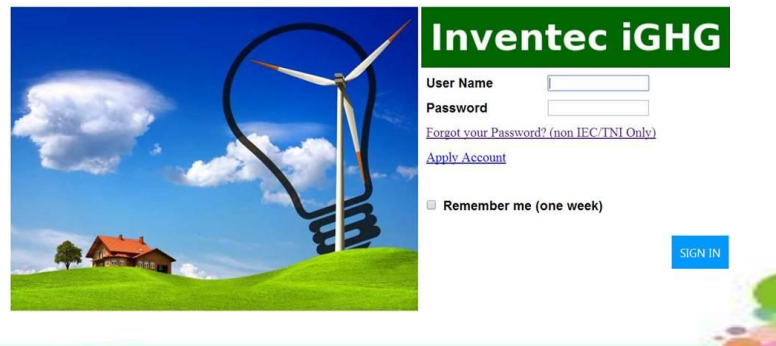 Inventec iGHG
User Name
Password
Forgot your Password? (non IEC/TNI Only)
Apply Account
Remember me (one week)
SIGN IN